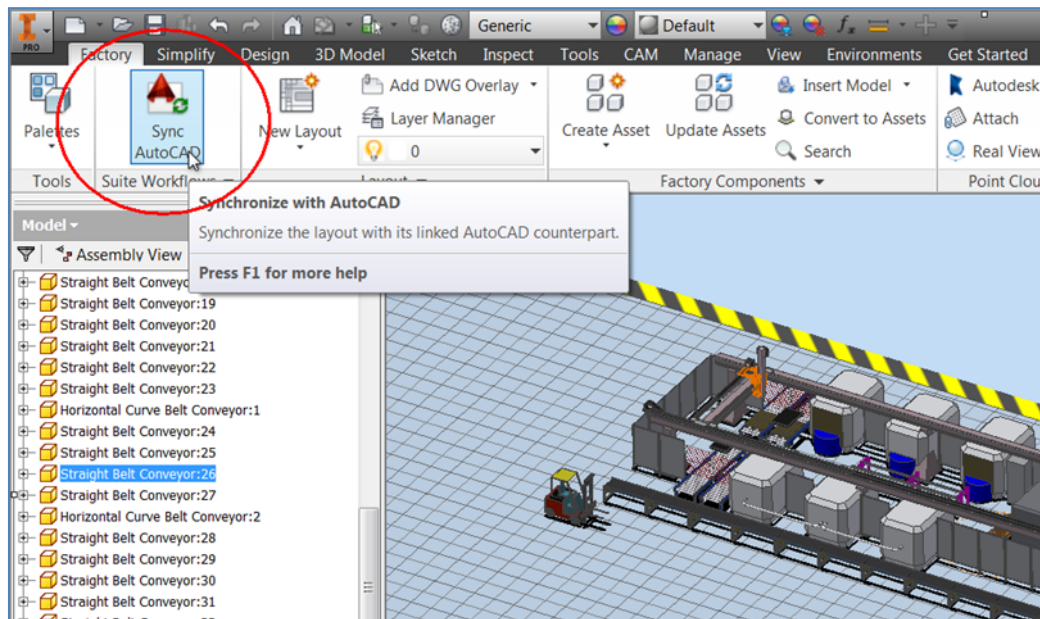 PRO
Generic
Default
fx
Factory
Simplify
Design
3D Model
Sketch
Inspect
Tools
CAM
Manage
View
Environments
Get Started
Palettes
Sync
AutoCAD
New Layout
Add DWG Overlay
Layer Manager
0
Create Asset
Update Assets
Insert Model
Convert to Assets
Search
Autodesk
Attach
Real View
Tools
Suite Workflows
Layout
Factory Components
Point Clou
Synchronize with AutoCAD
Synchronize the layout with its linked AutoCAD counterpart.
Press F1 for more help
Model
Assembly View
Straight Belt Conveyo
Straight Belt Conveyor:19
Straight Belt Conveyor:20
Straight Belt Conveyor:21
Straight Belt Conveyor:22
Straight Belt Conveyor:23
Horizontal Curve Belt Conveyor:1
Straight Belt Conveyor:24
Straight Belt Conveyor:25
Straight Belt Conveyor:26
Straight Belt Conveyor:27
Horizontal Curve Belt Conveyor:2
Straight Belt Conveyor:28
Straight Belt Conveyor:29
Straight Belt Conveyor:30
Straight Belt Conveyor:31